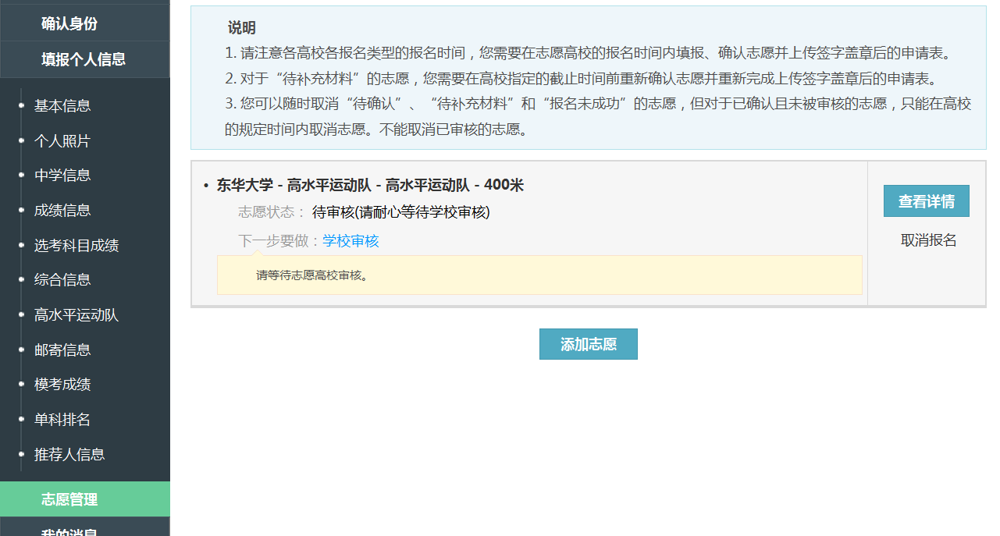 确认身份
填报个人信息
基本信息
个人照片
中学信息
成绩信息
选考科目成绩
综合信息
高水平运动队
邮寄信息
模考成绩
单科排名
推荐人信息
志愿管理
我的消息
说明
1. 请注意各高校各报名类型的报名时间，您需要在志愿高校的报名时间内填报、确认志愿并上传签字盖章后的申请表。
2. 对于“待补充材料”的志愿，您需要在高校指定的截止时间前重新确认志愿并重新完成上传签字盖章后的申请表。
3. 您可以随时取消“待确认”、“待补充材料”和“报名未成功”的志愿，但对于已确认且未被审核的志愿，只能在高校
的规定时间内取消志愿。不能取消已审核的志愿。
• 东华大学 - 高水平运动队 - 高水平运动队 - 400米
志愿状态： 待审核(请耐心等待学校审核)
下一步要做：学校审核
请等待志愿高校审核。
查看详情
取消报名
添加志愿